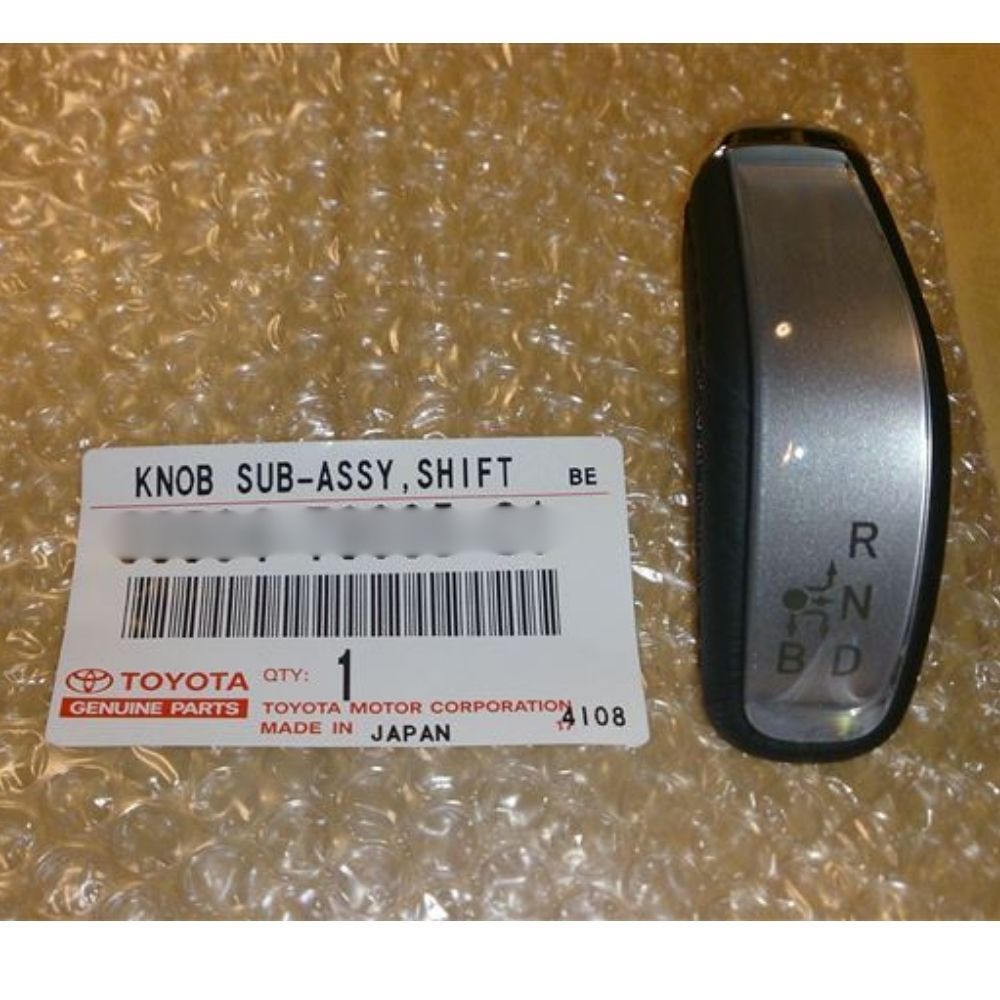 KNOB SUB-ASSY,SHIFT BE
TOYOTA
GENUINE PARTS
QTY: 1
TOYOTA MOTOR CORPORATION
MADE IN JAPAN
4108
R
N
B D